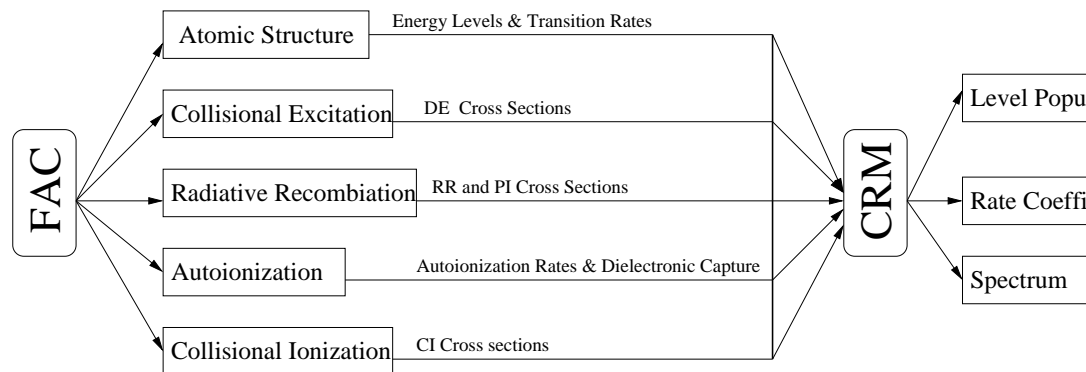 Atomic Structure
Energy Levels & Transition Rates
Collisional Excitation
DE Cross Sections
Radiative Recombiation
RR and PI Cross Sections
Autoionization
Autoionization Rates & Dielectronic Capture
Collisional Ionization
CI Cross sections
FAC
CRM
Level Popu
Rate Coeffi
Spectrum